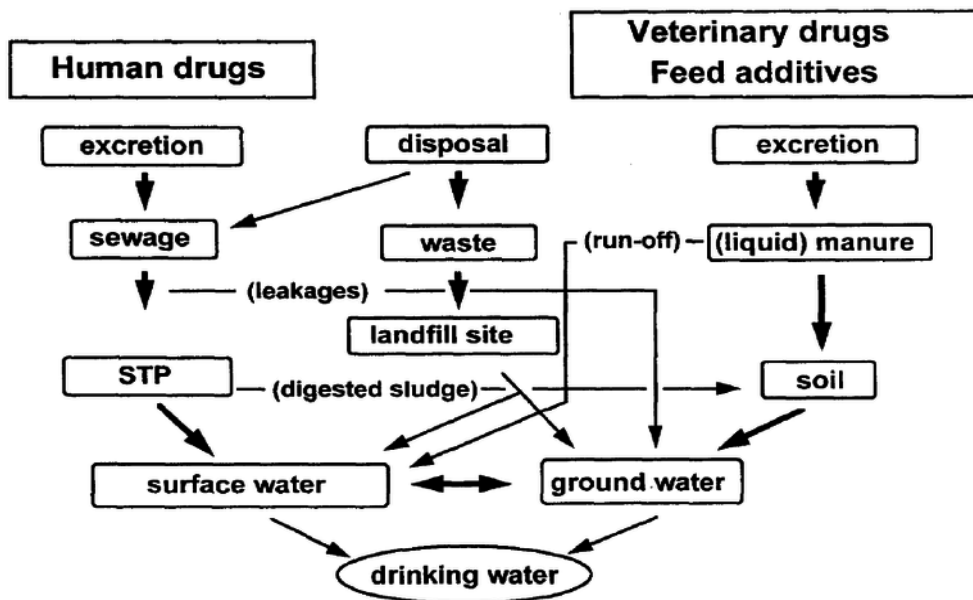 Human drugs
Veterinary drugs
Feed additives
excretion
disposal
excretion
sewage
waste
(run-off)
(liquid) manure
(leakages)
landfill site
STP
(digested sludge)
soil
surface water
ground water
drinking water